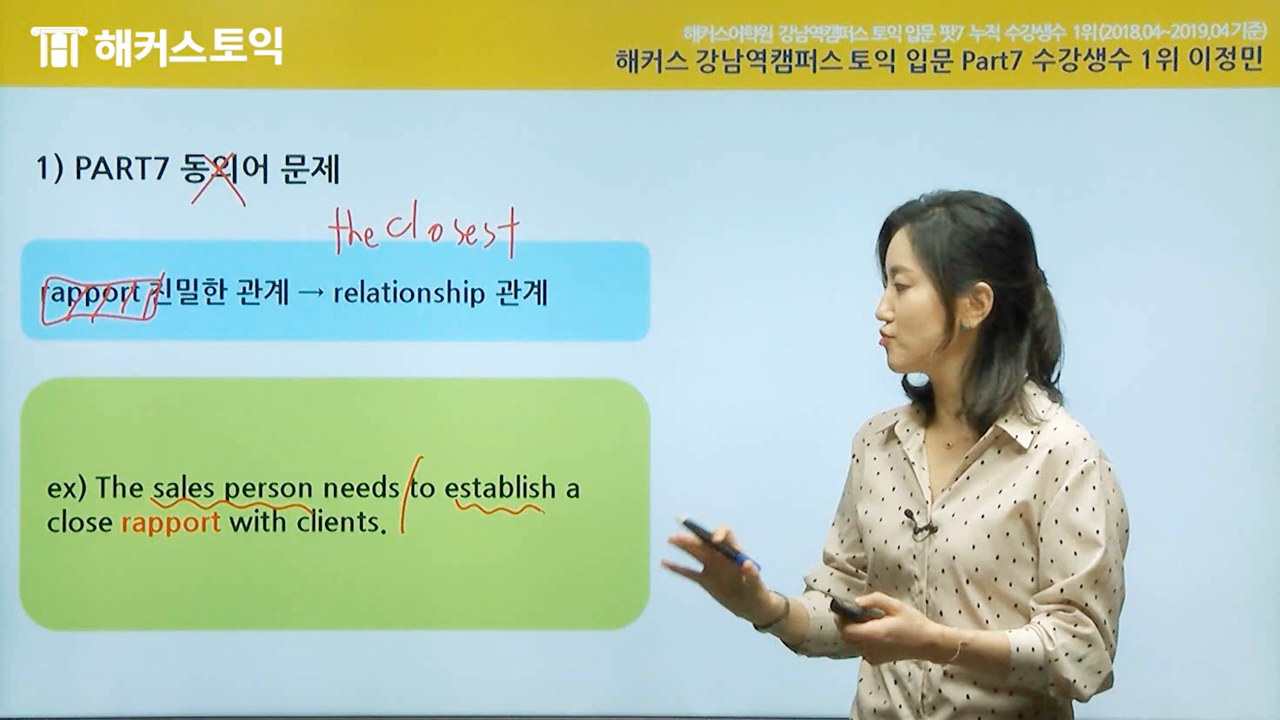 해커스토익
해커스어학원 강남역캠퍼스 토익 입문 팟7 누적 수강생수 1위(2018.04~2019.04 기준)
해커스 강남역캠퍼스 토익 입문 Part7 수강생수 1위 이정민
1) PART7 동의어 문제
the closest
rapport 친밀한 관계 → relationship 관계
ex) The sales person needs to establish a
close rapport with clients.